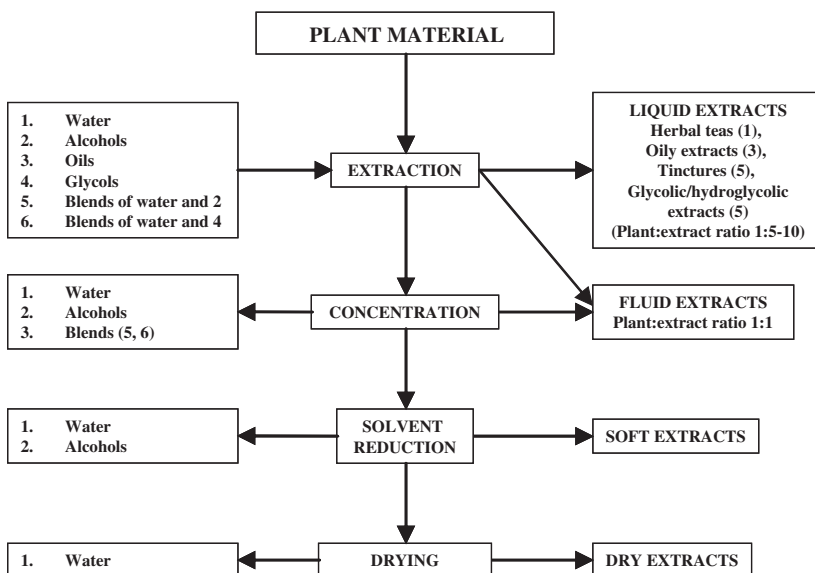 PLANT MATERIAL
1. Water
2. Alcohols
3. Oils
4. Glycols
5. Blends of water and 2
6. Blends of water and 4
EXTRACTION
LIQUID EXTRACTS
Herbal teas (1),
Oily extracts (3),
Tinctures (5),
Glycolic/hydroglycolic
extracts (5)
(Plant:extract ratio 1:5-10)
1. Water
2. Alcohols
3. Blends (5, 6)
CONCENTRATION
FLUID EXTRACTS
Plant:extract ratio 1:1
1. Water
2. Alcohols
SOLVENT
REDUCTION
SOFT EXTRACTS
1. Water
DRYING
DRY EXTRACTS